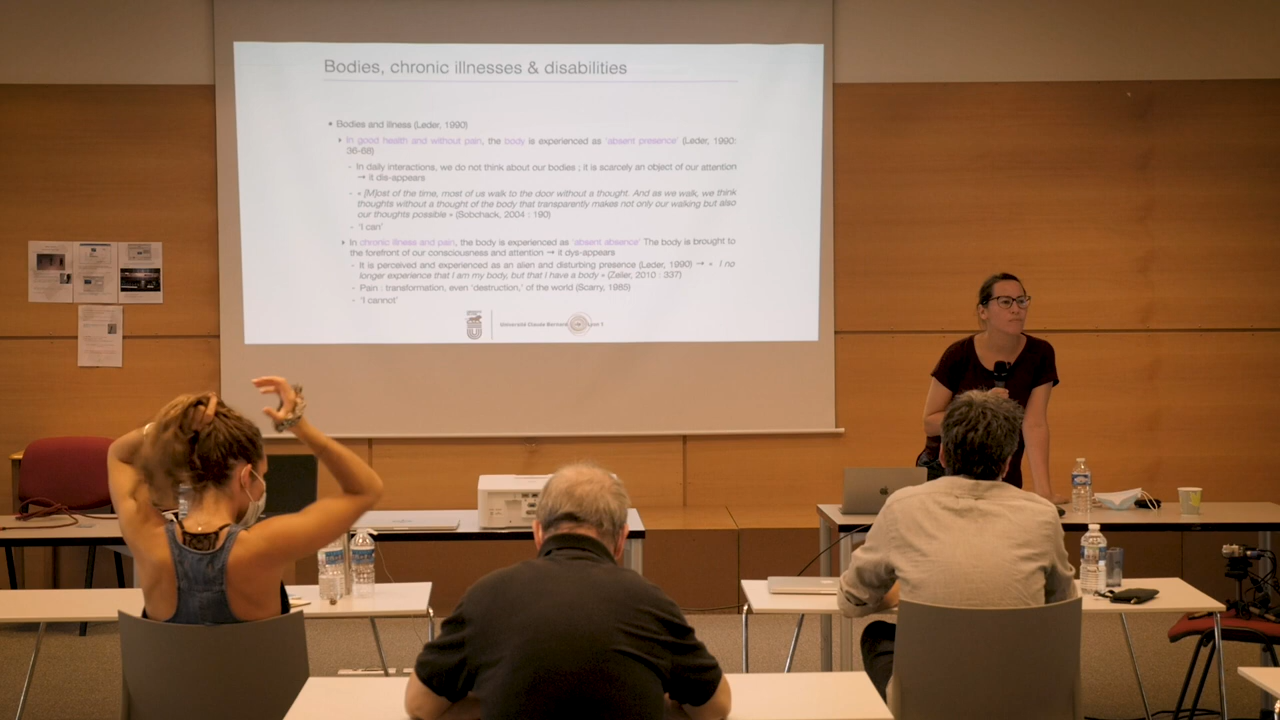 Bodies, chronic illnesses & disabilities
• Bodies and illness (Leder, 1990)
‣ In good health and without pain, the body is experienced as 'absent presence' (Leder, 1990:
36-68)
- In daily interactions, we do not think about our bodies ; it is scarcely an object of our attention
→ it dis-appears
- « [M]ost of the time, most of us walk to the door without a thought. And as we walk, we think
thoughts without a thought of the body that transparently makes not only our walking but also
our thoughts possible » (Sobchack, 2004 : 190)
- 'I can'
‣ In chronic illness and pain, the body is experienced as 'absent absence' The body is brought to
the forefront of our consciousness and attention → it dys-appears
- It is perceived and experienced as an alien and disturbing presence (Leder, 1990) → « I no
longer experience that I am my body, but that I have a body » (Zeiler, 2010 : 337)
- Pain : transformation, even 'destruction,' of the world (Scarry, 1985)
- 'I cannot'
Université Claude Bernard Lyon 1